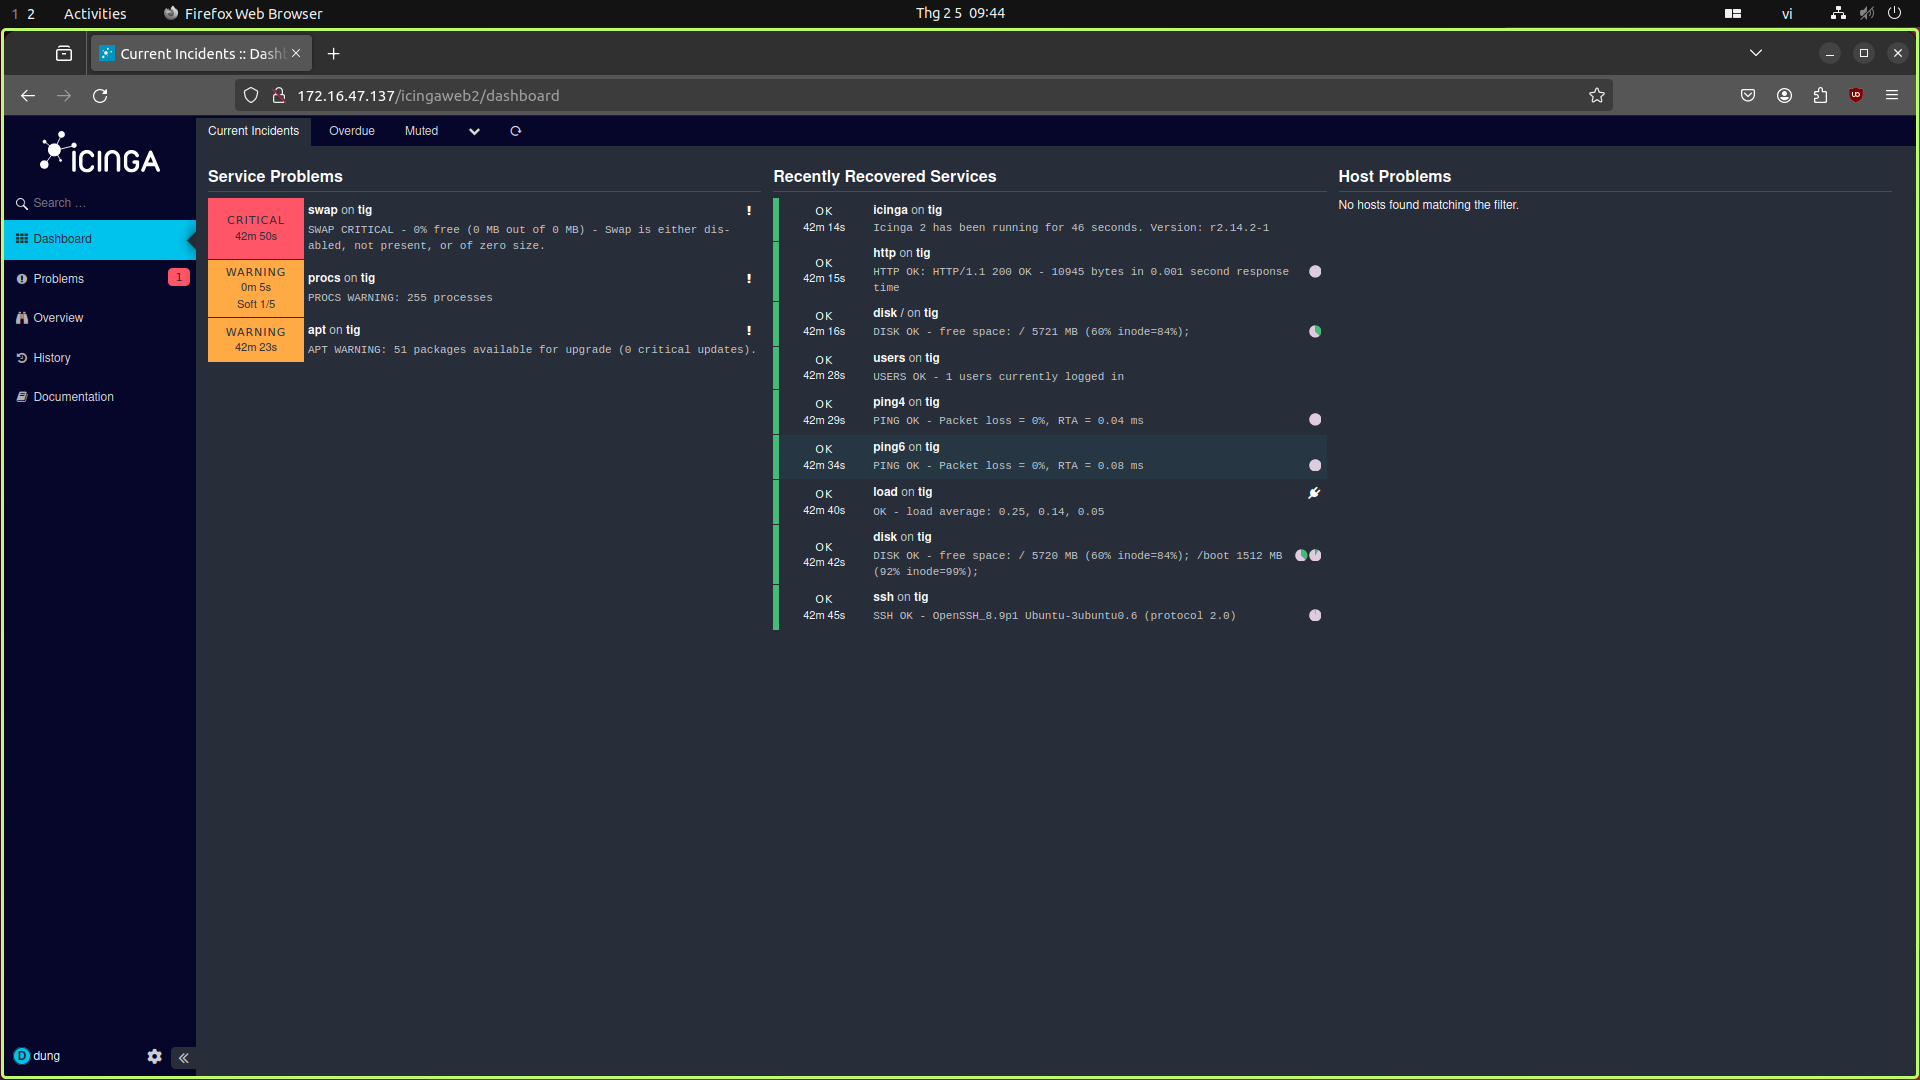 1 2 Activities Firefox Web Browser Thg 2 5 09:44 vi
Current Incidents :: Dashb
172.16.47.137/icingaweb2/dashboard
ICINGA
Search ...
Dashboard
Problems 1
Overview
History
Documentation
D dung
Current Incidents Overdue Muted
Service Problems
CRITICAL
42m 50s
swap on tig
SWAP CRITICAL - 0% free (0 MB out of 0 MB) - Swap is either dis-
abled, not present, or of zero size.
WARNING
0m 5s
Soft 1/5
procs on tig
PROCS WARNING: 255 processes
WARNING
42m 23s
apt on tig
APT WARNING: 51 packages available for upgrade (0 critical updates).
Recently Recovered Services
OK
42m 14s
icinga on tig
Icinga 2 has been running for 46 seconds. Version: r2.14.2-1
OK
42m 15s
http on tig
HTTP OK: HTTP/1.1 200 OK - 10945 bytes in 0.001 second response
time
OK
42m 16s
disk / on tig
DISK OK - free space: / 5721 MB (60% inode=84%);
OK
42m 28s
users on tig
USERS OK - 1 users currently logged in
OK
42m 29s
ping4 on tig
PING OK - Packet loss = 0%, RTA = 0.04 ms
OK
42m 34s
ping6 on tig
PING OK - Packet loss = 0%, RTA = 0.08 ms
OK
42m 40s
load on tig
OK - load average: 0.25, 0.14, 0.05
OK
42m 42s
disk on tig
DISK OK - free space: / 5720 MB (60% inode=84%); /boot 1512 MB
(92% inode=99%);
OK
42m 45s
ssh on tig
SSH OK - OpenSSH_8.9p1 Ubuntu-3ubuntu0.6 (protocol 2.0)
Host Problems
No hosts found matching the filter.